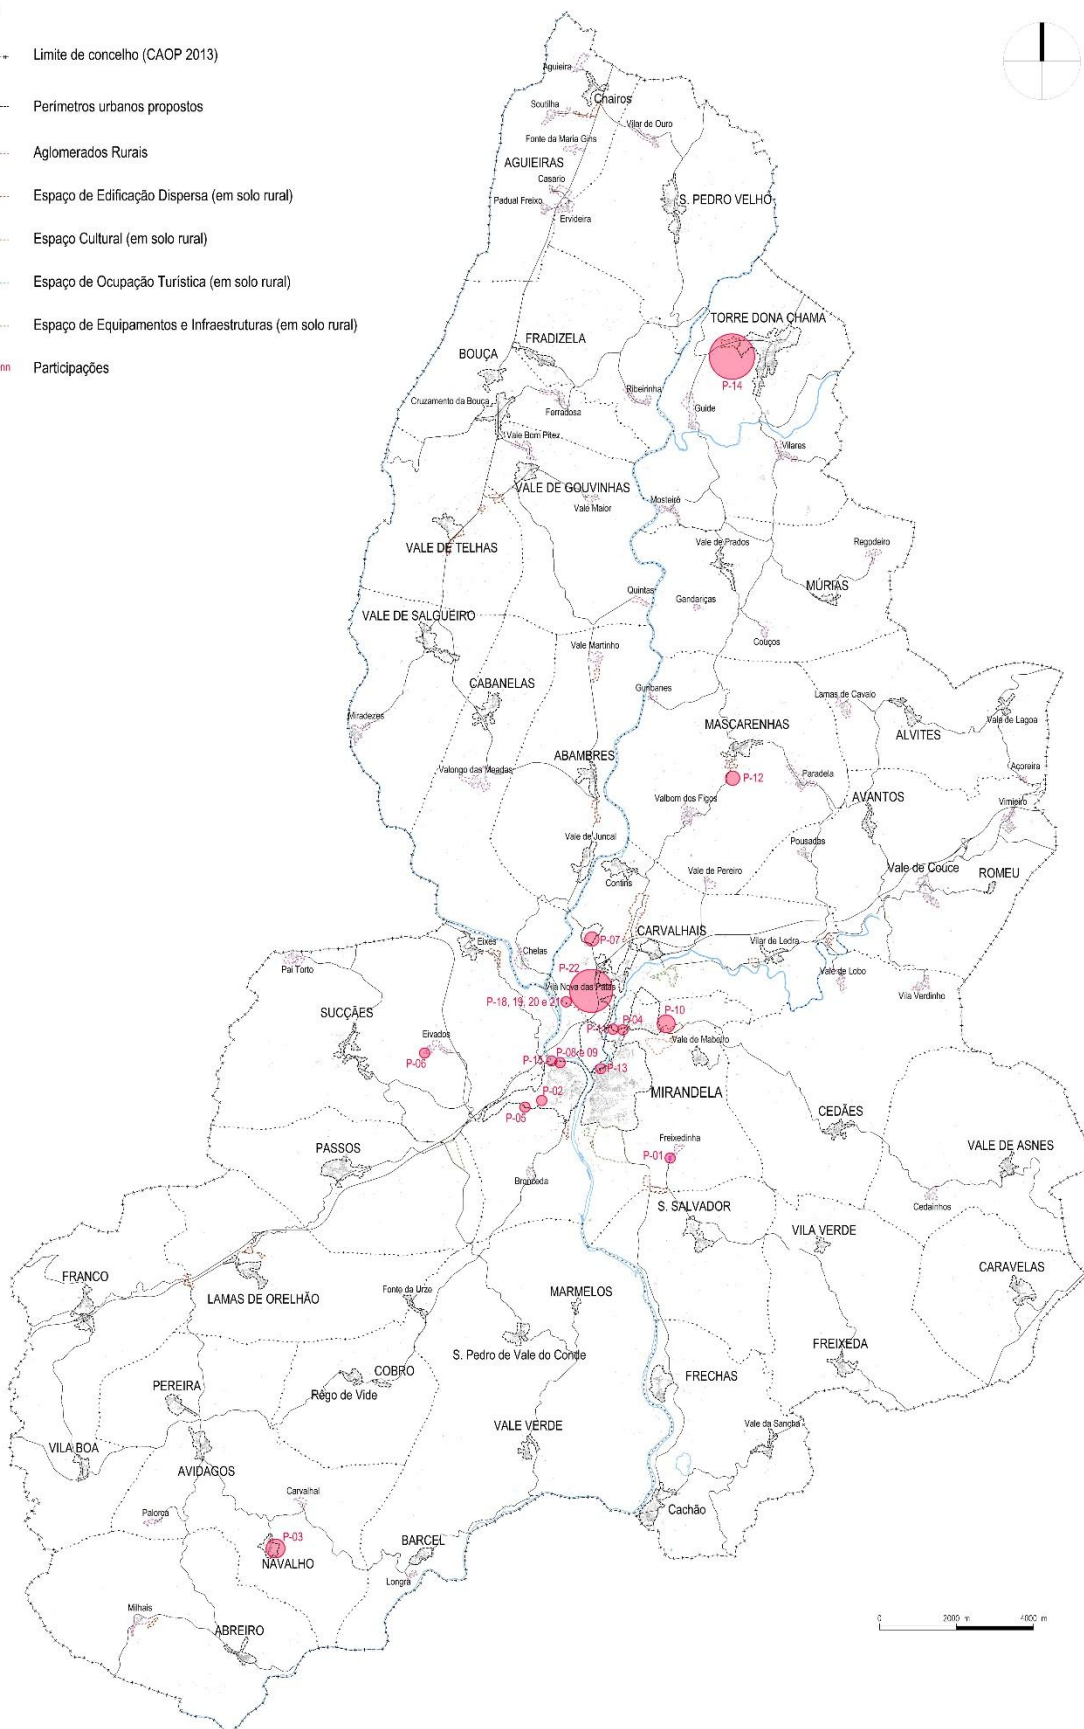 Limite de concelho (CAOP 2013)
Perímetros urbanos propostos
Aglomerados Rurais
Espaço de Edificação Dispersa (em solo rural)
Espaço Cultural (em solo rural)
Espaço de Ocupação Turística (em solo rural)
Espaço de Equipamentos e Infraestruturas (em solo rural)
nn Participações
Aguieira
Chairos
Soutilha
Vilar de Ouro
Fonte da Maria Gins
AGUIEIRAS
Casario
Padual Freixo
Ervideira
S. PEDRO VELHO
TORRE DONA CHAMA
P-14
FRADIZELA
BOUÇA
Ribeirinha
Cruzamento da Bouça
Ferradosa
Guide
Vale Bom Pitez
Vilares
VALE DE GOUVINHAS
Vale Maior
Mosteiró
VALE DE TELHAS
Vale de Prados
Regodeiro
MÚRIAS
Quintas
Gandariças
VALE DE SALGUEIRO
Couços
Vale Martinho
CABANELAS
Guribanes
Lamas de Cavalo
Miradezes
MASCARENHAS
Vale de Lagoa
ALVITES
ABAMBRES
Valongo das Meadas
P-12
Paradela
Açoreira
AVANTOS
Valbom dos Figos
Vimieiro
Vale de Juncal
Pousadas
Vale de Pereiro
Vale de Couce
ROMEU
Contins
CARVALHAIS
P-07
Eixes
Vilar de Ledra
Chelas
Pai Torto
P-22
Vale de Lobo
Vila Nova das Patas
Vila Verdinho
P-18, 19, 20 e 21
SUCÇÃES
P-10
P-04
Eivados
Vale de Madeiro
P-08 e 09
P-06
P-13
P-02
MIRANDELA
P-05
CEDÃES
Freixedinha
VALE DE ASNES
PASSOS
P-01
Bronceda
Cedainhos
S. SALVADOR
VILA VERDE
FRANCO
CARAVELAS
LAMAS DE ORELHÃO
Fonte da Urze
MARMELOS
FREIXEDA
S. Pedro de Vale do Conde
COBRO
FRECHAS
PEREIRA
Rêgo de Vide
VALE VERDE
Vale da Sancha
VILA BOA
AVIDAGOS
Carvalhal
Cachão
P-03
BARCEL
NAVALHO
Longra
Milhais
ABREIRO
0 2000 m 4000 m